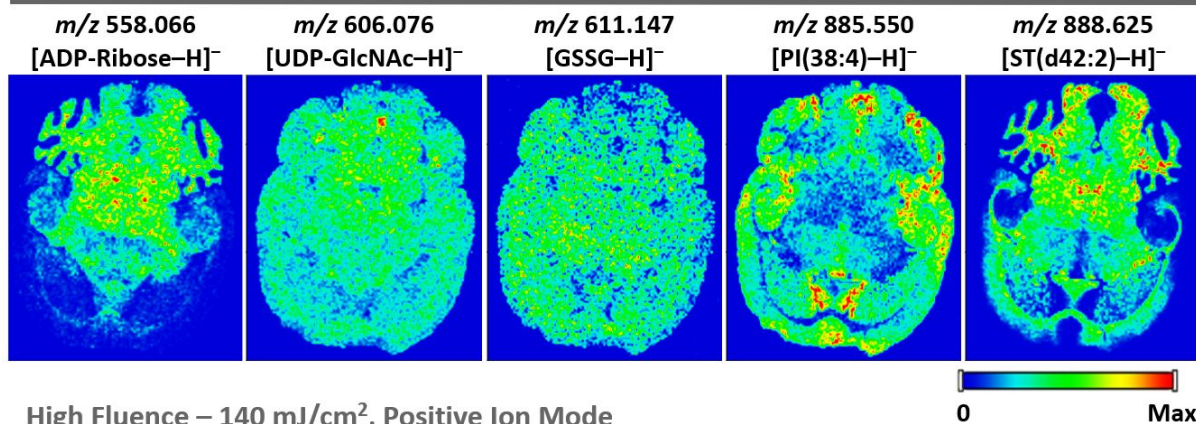 m/z 558.066 m/z 606.076 m/z 611.147 m/z 885.550 m/z 888.625
[ADP-Ribose–H]⁻ [UDP-GlcNAc–H]⁻ [GSSG–H]⁻ [PI(38:4)–H]⁻ [ST(d42:2)–H]⁻
0 Max
High Fluence – 140 mJ/cm², Positive Ion Mode